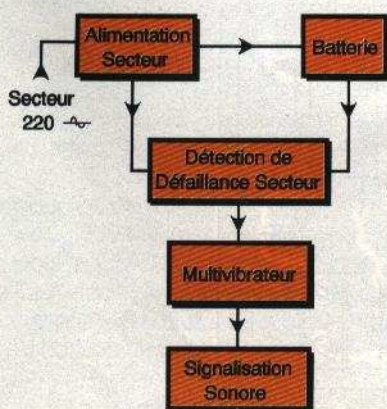 Alimentation
Secteur
Batterie
Secteur
220
Détection de
Défaillance Secteur
Multivibrateur
Signalisation
Sonore